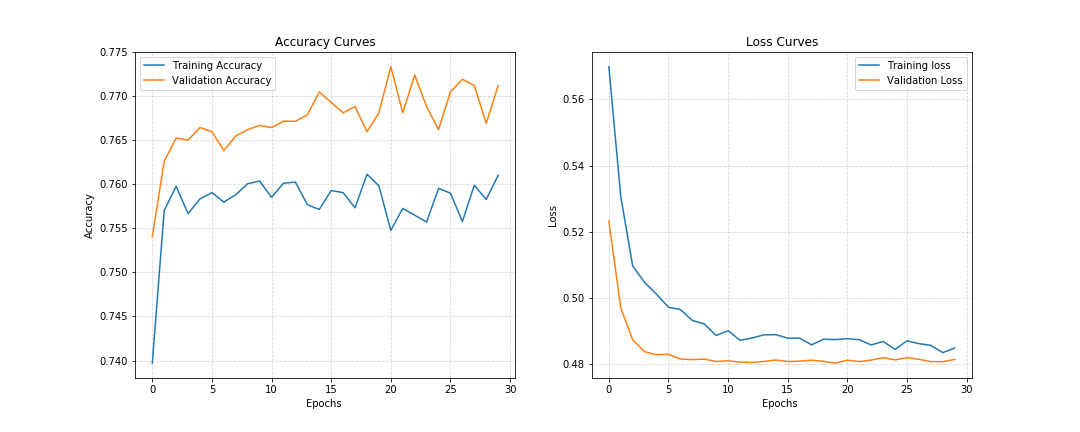 Accuracy Curves
Training Accuracy
Validation Accuracy
0.775
0.770
0.765
0.760
0.755
0.750
0.745
0.740
Accuracy
0 5 10 15 20 25 30
Epochs
Loss Curves
Training loss
Validation Loss
0.56
0.54
0.52
0.50
0.48
Loss
0 5 10 15 20 25 30
Epochs